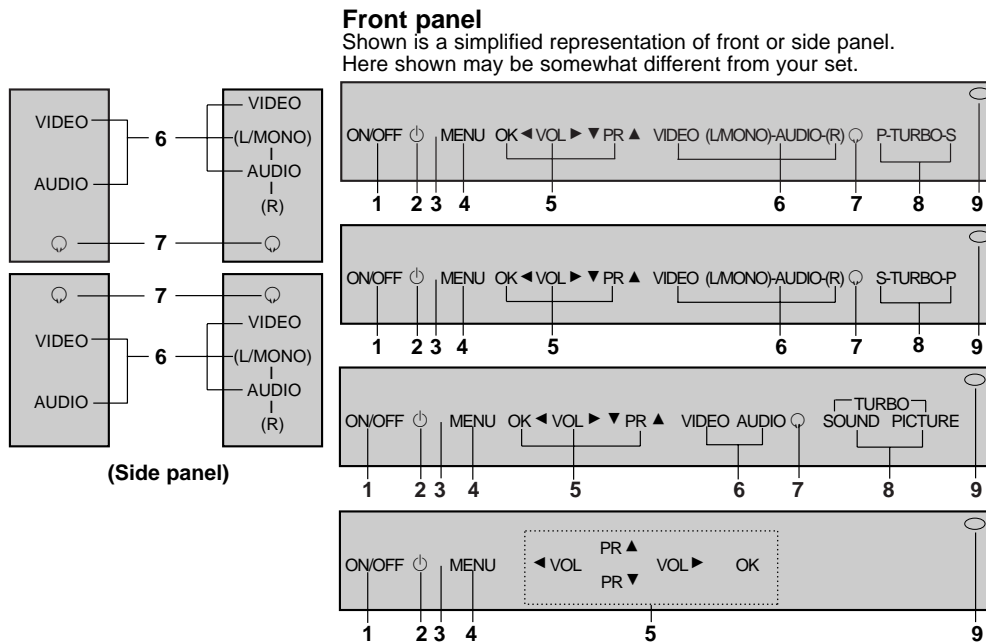 Front panel
Shown is a simplified representation of front or side panel.
Here shown may be somewhat different from your set.
VIDEO
6
AUDIO
7
VIDEO
(L/MONO)
AUDIO
(R)
7
VIDEO
6
AUDIO
VIDEO
(L/MONO)
AUDIO
(R)
(Side panel)
ON/OFF MENU OK ◄ VOL ► ▼ PR ▲ VIDEO (L/MONO)-AUDIO-(R) P-TURBO-S
1 2 3 4 5 6 7 8 9
ON/OFF MENU OK ◄ VOL ► ▼ PR ▲ VIDEO (L/MONO)-AUDIO-(R) S-TURBO-P
1 2 3 4 5 6 7 8 9
TURBO
ON/OFF MENU OK ◄ VOL ► ▼ PR ▲ VIDEO AUDIO SOUND PICTURE
1 2 3 4 5 6 7 8 9
PR ▲
ON/OFF MENU ◄ VOL VOL ► OK
PR ▼
1 2 3 4 5 9